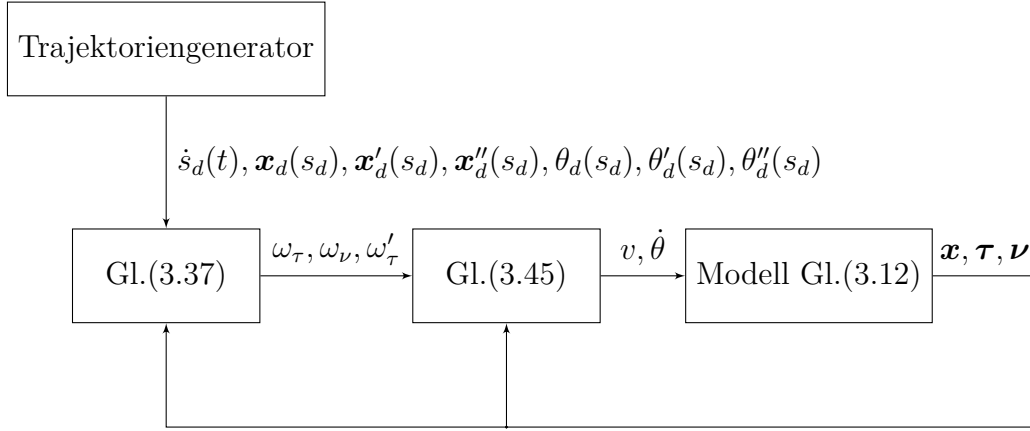 Trajektoriengenerator
ṡ_d(t), 𝒙_d(s_d), 𝒙′_d(s_d), 𝒙″_d(s_d), θ_d(s_d), θ′_d(s_d), θ″_d(s_d)
Gl.(3.37)
ω_τ, ω_ν, ω′_τ
Gl.(3.45)
v, θ̇
Modell Gl.(3.12)
𝒙, 𝝉, 𝝂